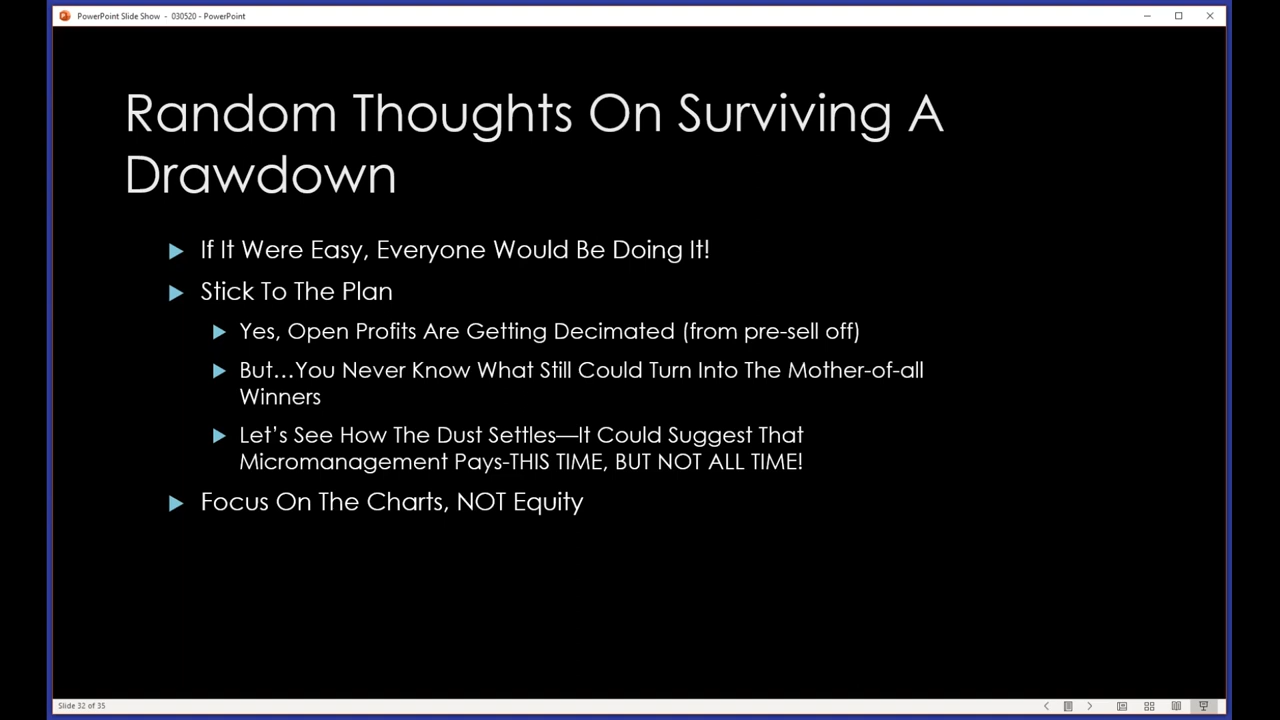 PowerPoint Slide Show - 030520 - PowerPoint
Random Thoughts On Surviving A
Drawdown
If It Were Easy, Everyone Would Be Doing It!
Stick To The Plan
Yes, Open Profits Are Getting Decimated (from pre-sell off)
But…You Never Know What Still Could Turn Into The Mother-of-all
Winners
Let’s See How The Dust Settles—It Could Suggest That
Micromanagement Pays-THIS TIME, BUT NOT ALL TIME!
Focus On The Charts, NOT Equity
Slide 32 of 35